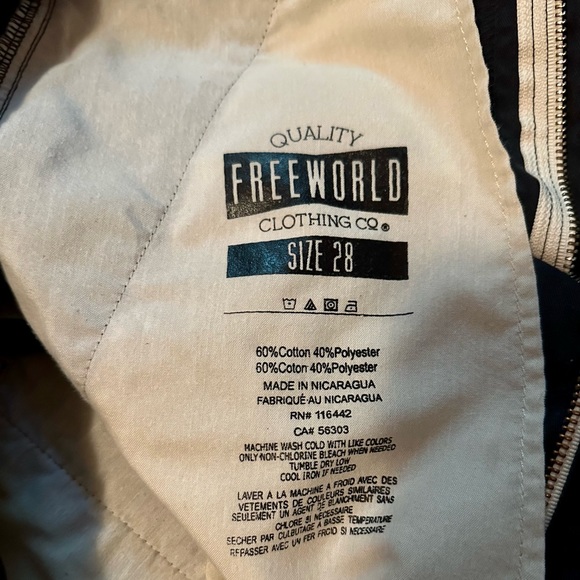 QUALITY
FREEWORLD
CLOTHING CO®
SIZE 28
60%Cotton 40%Polyester
60%Coton 40%Polyester
MADE IN NICARAGUA
FABRIQUÉ AU NICARAGUA
RN# 116442
CA# 56303
MACHINE WASH COLD WITH LIKE COLORS
ONLY NON-CHLORINE BLEACH WHEN NEEDED
TUMBLE DRY LOW
COOL IRON IF NEEDED
LAVER A LA MACHINE A FROID AVEC DES
VETEMENTS DE COULEURS SIMILAIRES
SEULEMENT UN AGENT DE BLANCHMENT SANS
CHLORE SI NECESSAIRE
SECHER PAR CULBUTAGE A BASSE TEMPERATURE
REPASSER AVEC UN FER FROID SI NECESSAIRE